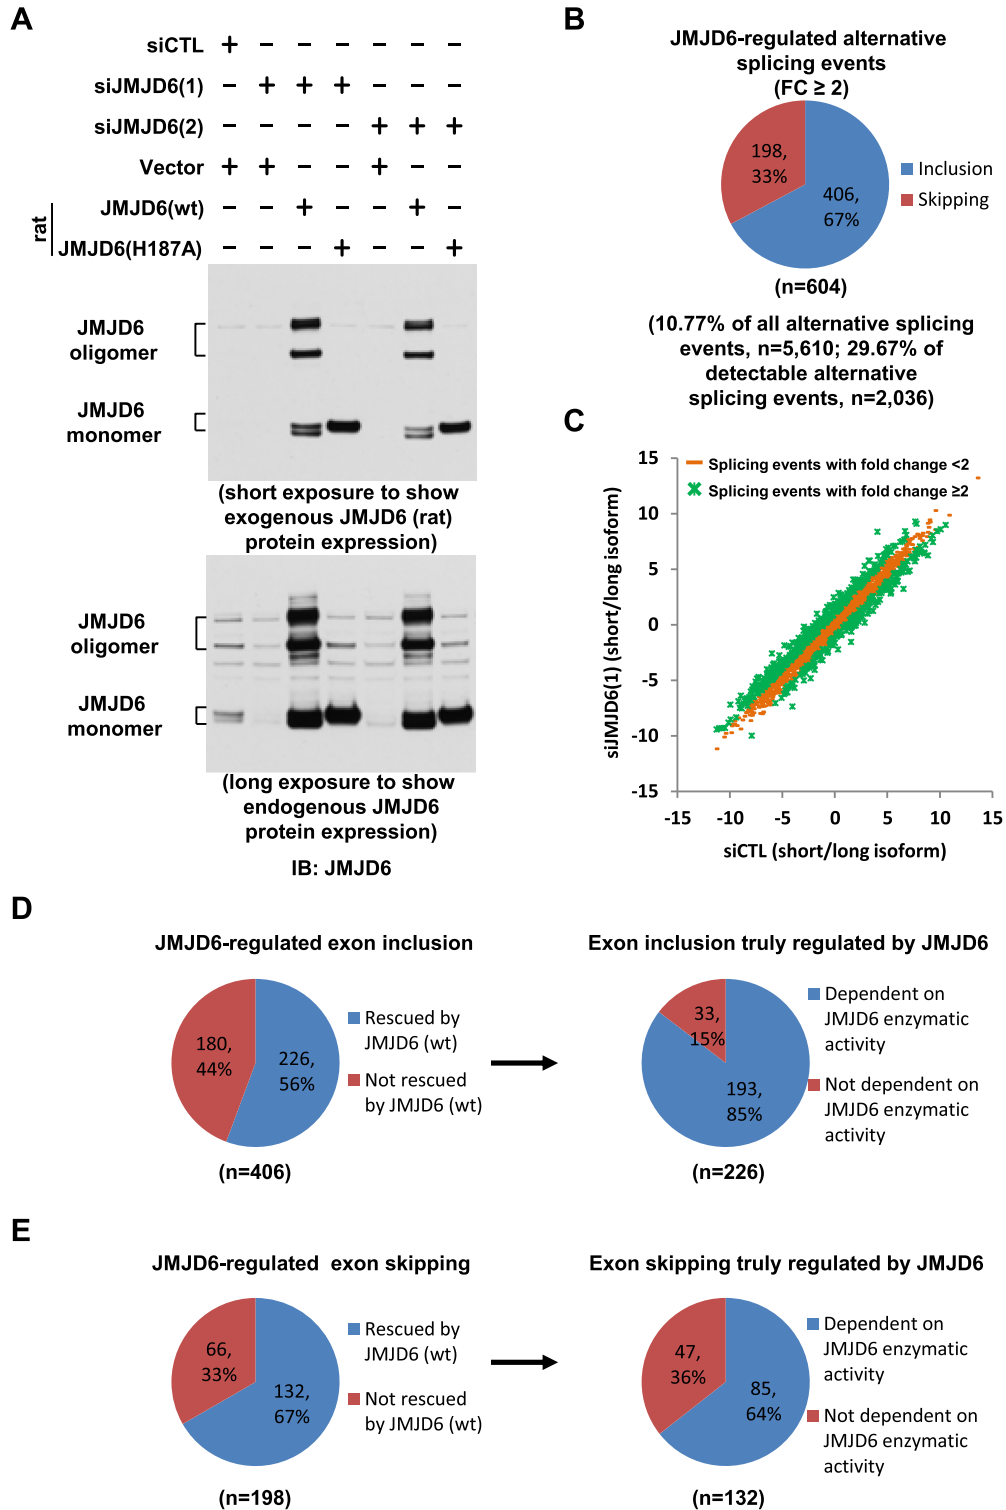 A
siCTL + − − − − − −
siJMJD6(1) − + + + − − −
siJMJD6(2) − − − − + + +
Vector + + − − + − −
rat
JMJD6(wt) − − + − − + −
JMJD6(H187A) − − − + − − +
JMJD6
oligomer
JMJD6
monomer
(short exposure to show
exogenous JMJD6 (rat)
protein expression)
JMJD6
oligomer
JMJD6
monomer
(long exposure to show
endogenous JMJD6
protein expression)
IB: JMJD6
B
JMJD6-regulated alternative
splicing events
(FC ≥ 2)
198,
33%
406,
67%
Inclusion
Skipping
(n=604)
(10.77% of all alternative splicing
events, n=5,610; 29.67% of
detectable alternative
splicing events, n=2,036)
C
15
10
5
0
-5
-10
-15
siJMJD6(1) (short/long isoform)
Splicing events with fold change <2
Splicing events with fold change ≥2
-15 -10 -5 0 5 10 15
siCTL (short/long isoform)
D
JMJD6-regulated exon inclusion
180,
44%
226,
56%
Rescued by
JMJD6 (wt)
Not rescued
by JMJD6 (wt)
(n=406)
Exon inclusion truly regulated by JMJD6
33,
15%
193,
85%
Dependent on
JMJD6 enzymatic
activity
Not dependent on
JMJD6 enzymatic
activity
(n=226)
E
JMJD6-regulated exon skipping
66,
33%
132,
67%
Rescued by
JMJD6 (wt)
Not rescued
by JMJD6 (wt)
(n=198)
Exon skipping truly regulated by JMJD6
47,
36%
85,
64%
Dependent on
JMJD6 enzymatic
activity
Not dependent on
JMJD6 enzymatic
activity
(n=132)